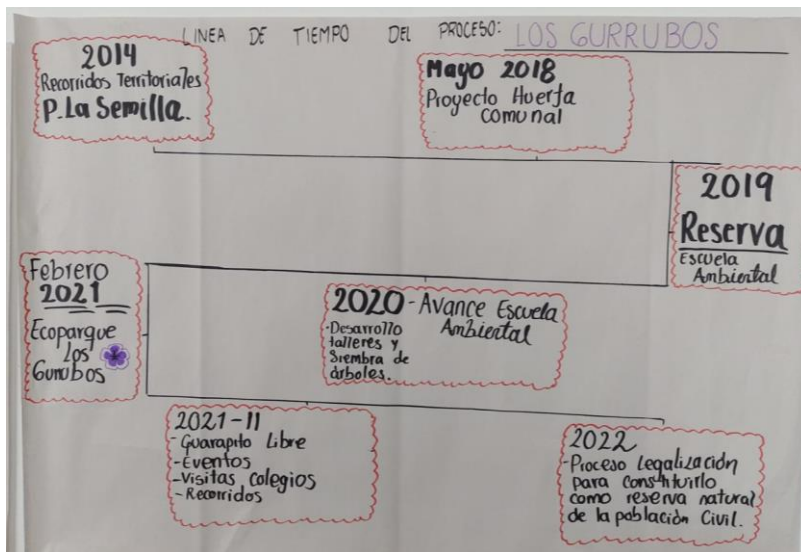 LINEA DE TIEMPO DEL PROCESO: LOS GURRUBOS
2014
Recorridos Territoriales
P. La Semilla.
Mayo 2018
Proyecto Huerta
Comunal
2019
Reserva
Escuela
Ambiental
2020 - Avance Escuela
Ambiental
-Desarrollo
talleres y
Siembra de
árboles.
Febrero
2021
Ecoparque
Los
Gurrubos
2021-II
- Guarapito Libre
- Eventos
- Visitas Colegios
- Recorridos
2022
-Proceso Legalización
para Constituirlo
como reserva natural
de la población Civil.